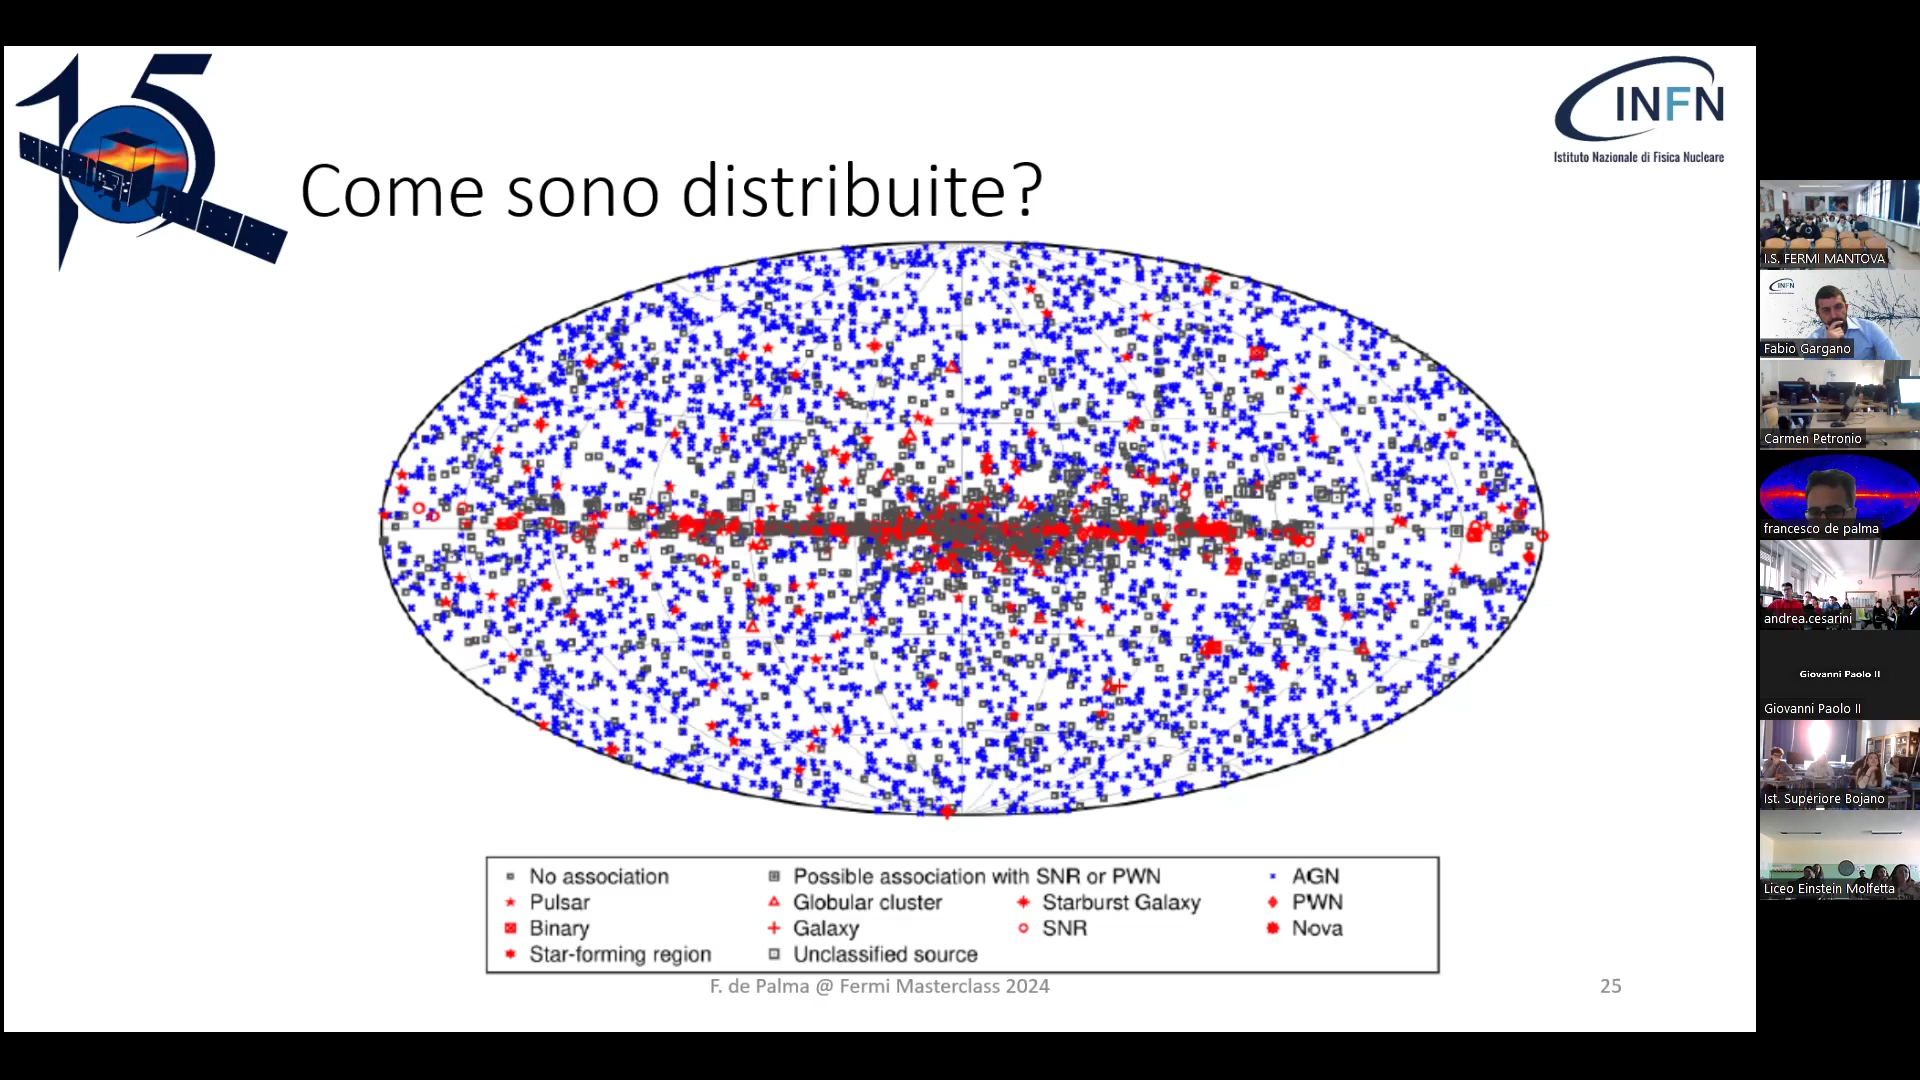 15
INFN
Istituto Nazionale di Fisica Nucleare
Come sono distribuite?
No association
Possible association with SNR or PWN
AGN
Pulsar
Globular cluster
Starburst Galaxy
PWN
Binary
Galaxy
SNR
Nova
Star-forming region
Unclassified source
F. de Palma @ Fermi Masterclass 2024
25
I.S. FERMI MANTOVA
INFN
Fabio Gargano
Carmen Petronio
francesco de palma
andrea.cesarini
Giovanni Paolo II
Giovanni Paolo II
Ist. Superiore Bojano
Liceo Einstein Molfetta